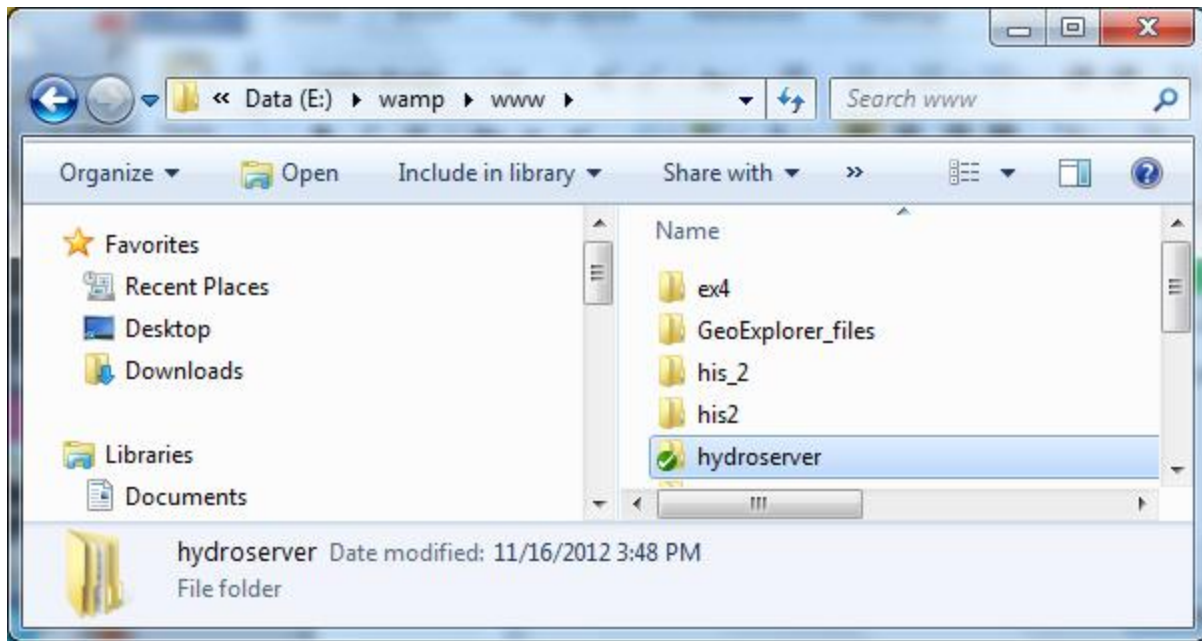 « Data (E:) ▸ wamp ▸ www ▸ Search www
Organize ▼ Open Include in library ▼ Share with ▼ »
Favorites
Recent Places
Desktop
Downloads
Libraries
Documents
Name
ex4
GeoExplorer_files
his_2
his2
hydroserver
hydroserver Date modified: 11/16/2012 3:48 PM
File folder